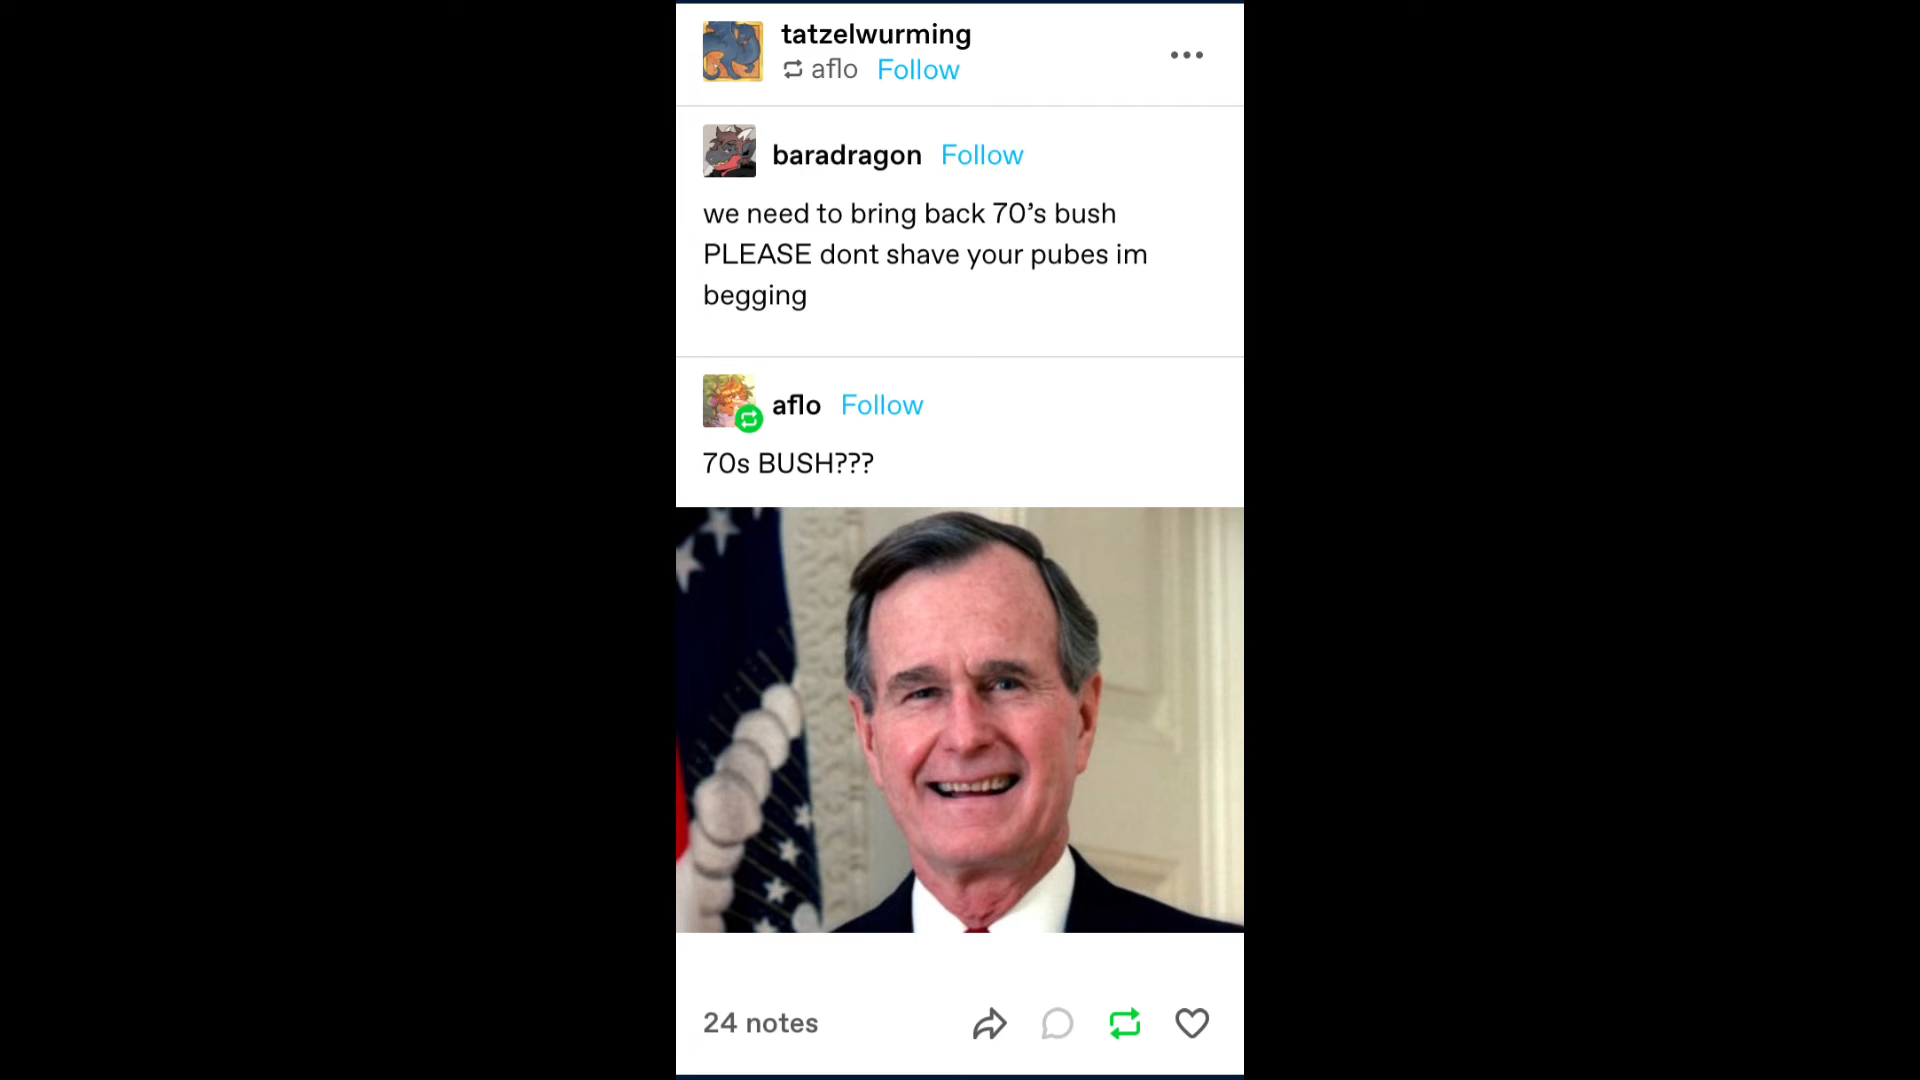 tatzelwurming
aflo Follow
baradragon Follow
we need to bring back 70’s bush
PLEASE dont shave your pubes im
begging
aflo Follow
70s BUSH???
24 notes